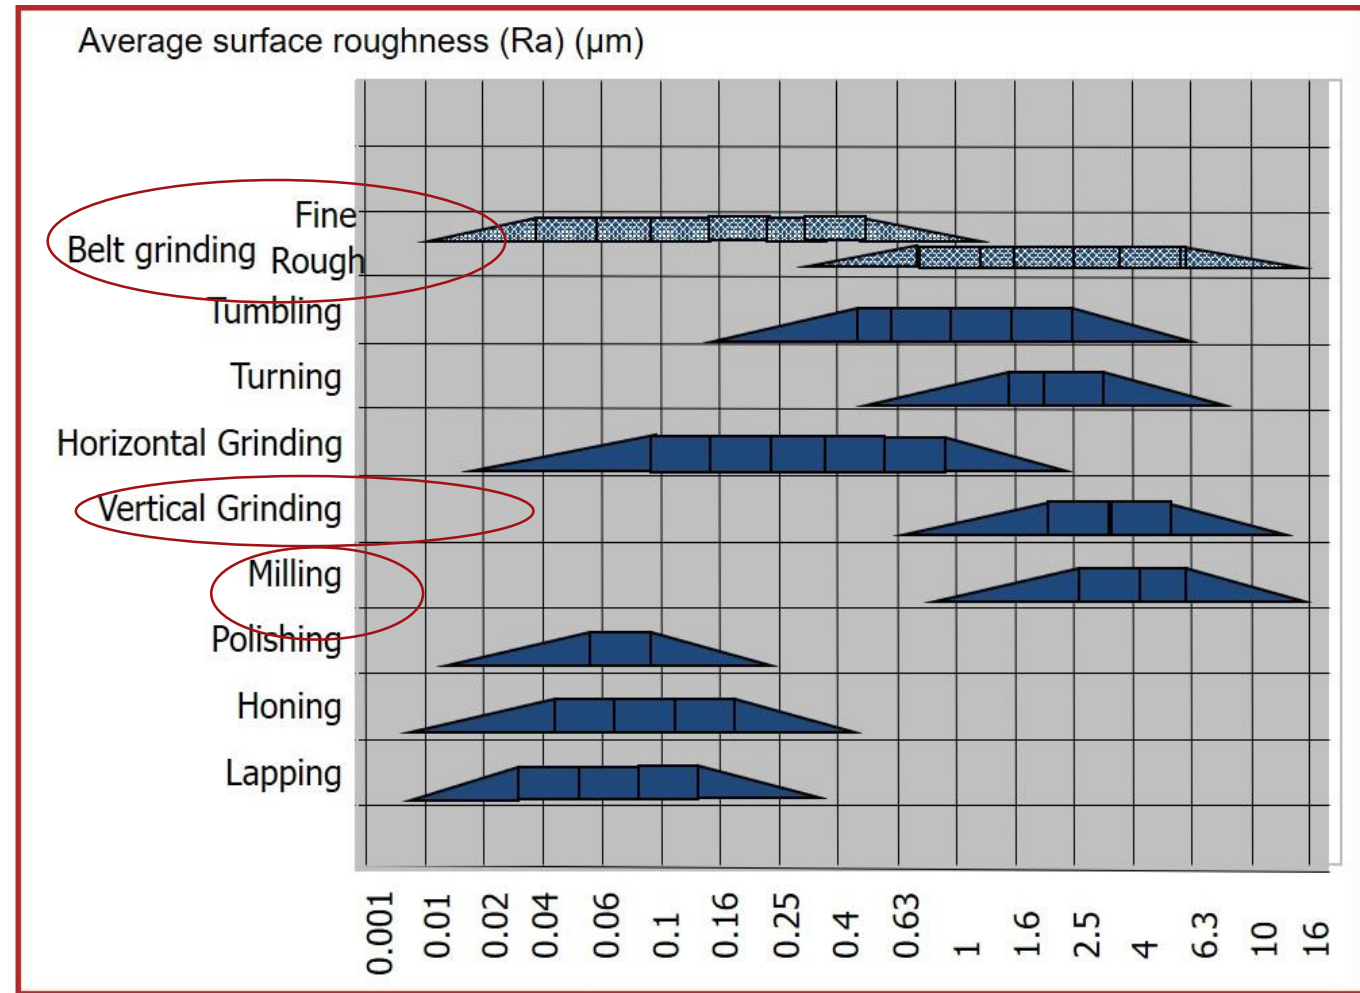 Average surface roughness (Ra) (µm)
Fine
Belt grinding Rough
Tumbling
Turning
Horizontal Grinding
Vertical Grinding
Milling
Polishing
Honing
Lapping
0.001 0.01 0.02 0.04 0.06 0.1 0.16 0.25 0.4 0.63 1 1.6 2.5 4 6.3 10 16